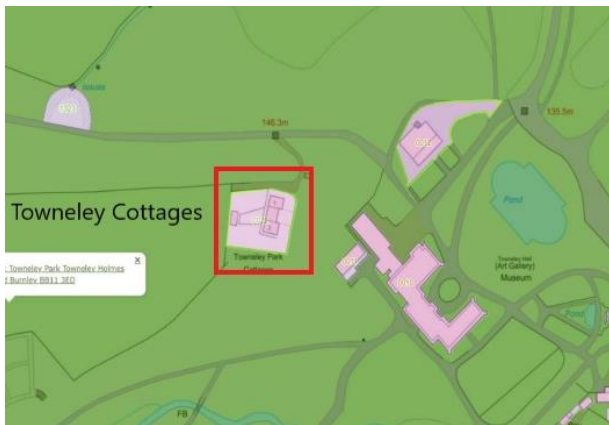 146.3m
135.5m
Towneley Cottages
Pond
Towneley Park
Towneley Hall
(Art Gallery)
Museum
Towneley Park Towneley Holmes
Burnley BB11 3ED
Pond
FB